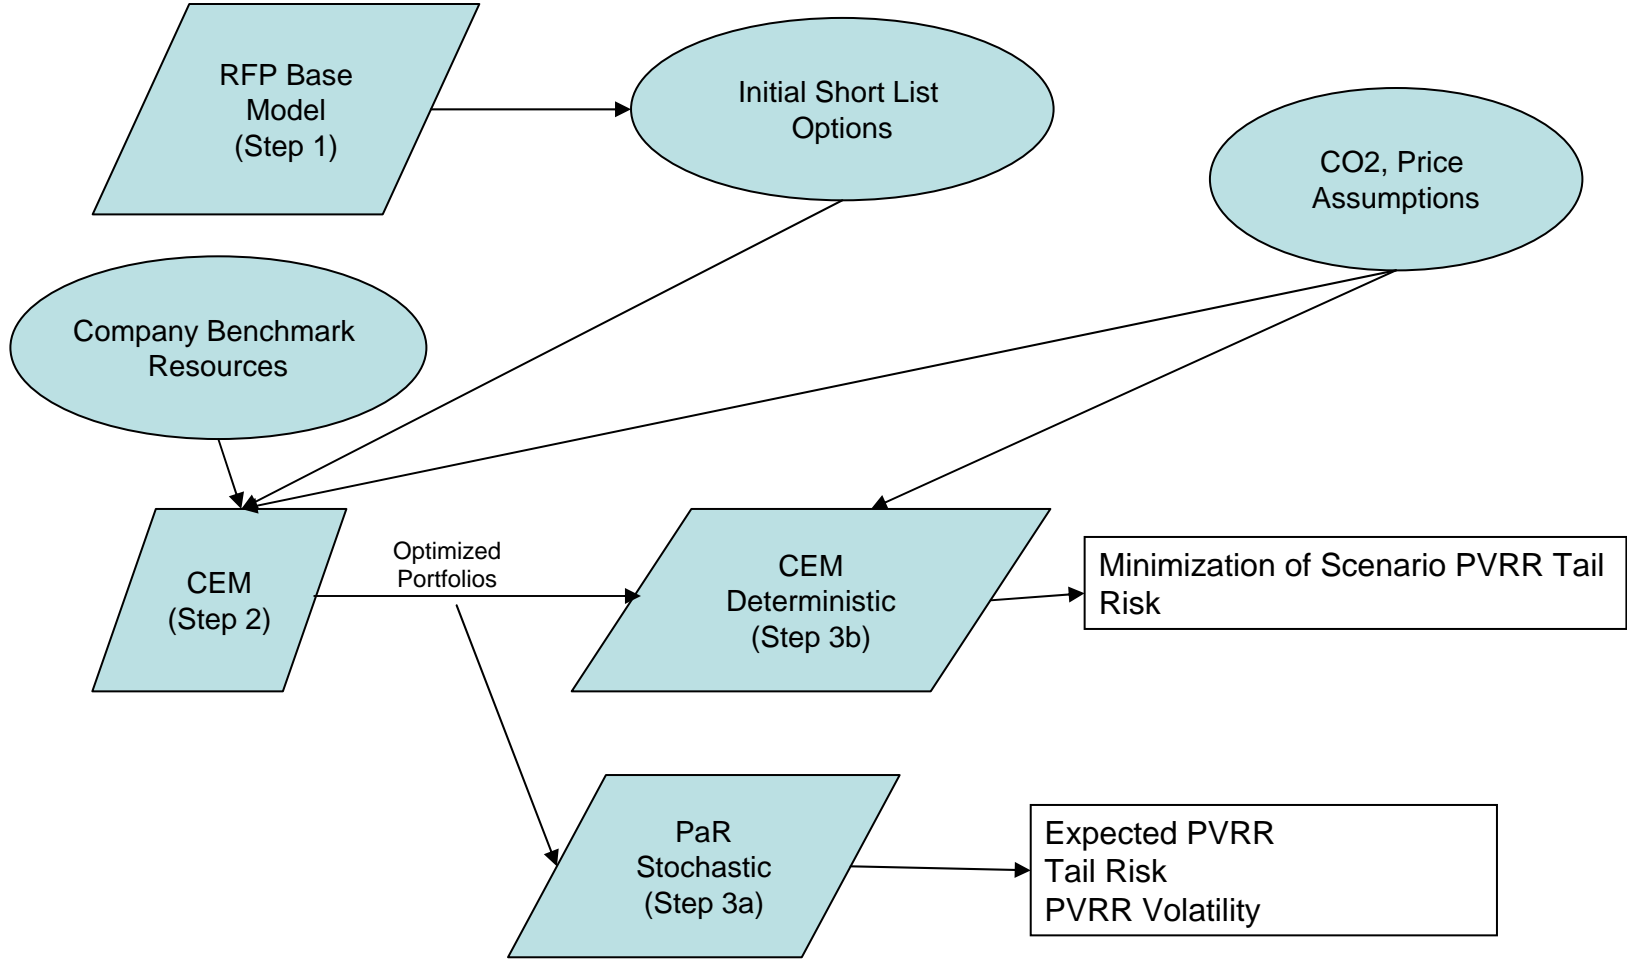 RFP Base
Model
(Step 1)
Initial Short List
Options
CO2, Price
Assumptions
Company Benchmark
Resources
CEM
(Step 2)
Optimized
Portfolios
CEM
Deterministic
(Step 3b)
Minimization of Scenario PVRR Tail
Risk
PaR
Stochastic
(Step 3a)
Expected PVRR
Tail Risk
PVRR Volatility